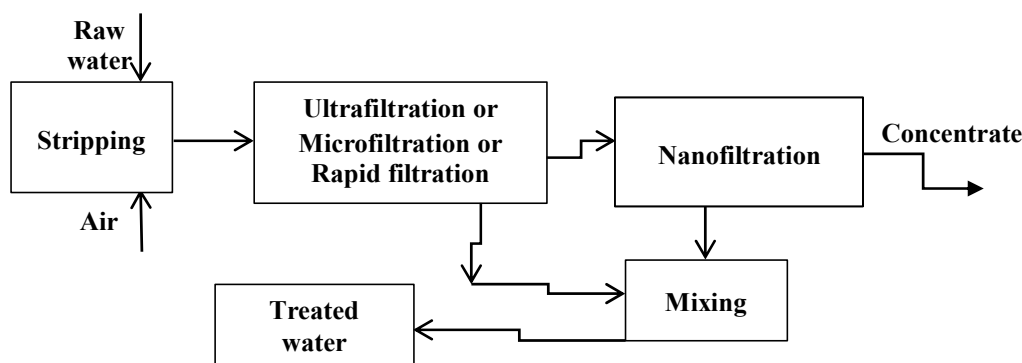 Raw
water
Stripping
Air
Ultrafiltration or
Microfiltration or
Rapid filtration
Nanofiltration
Concentrate
Mixing
Treated
water